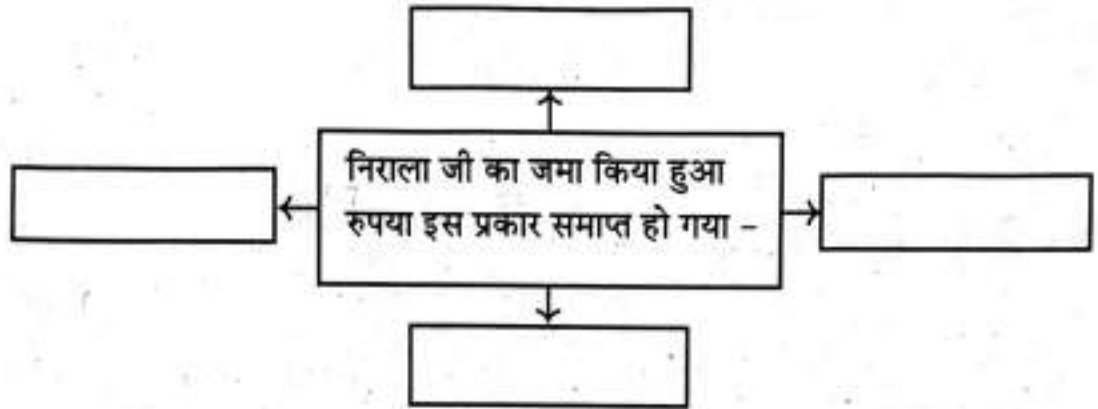 निराला जी का जमा किया हुआ
रुपया इस प्रकार समाप्त हो गया –